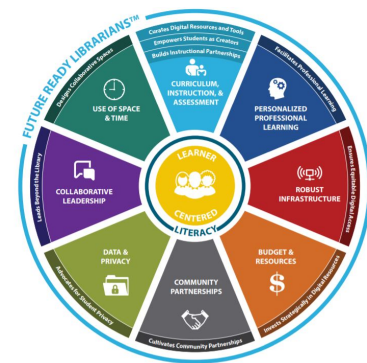 FUTURE READY LIBRARIANS™
Curates Digital Resources and Tools
Empowers Students as Creators
Builds Instructional Partnerships
CURRICULUM,
INSTRUCTION, &
ASSESSMENT
Facilitates Professional Learning
PERSONALIZED
PROFESSIONAL
LEARNING
Ensures Equitable Digital Access
ROBUST
INFRASTRUCTURE
Invests Strategically in Digital Resources
BUDGET &
RESOURCES
$
Cultivates Community Partnerships
COMMUNITY
PARTNERSHIPS
Advocates for Student Privacy
DATA &
PRIVACY
Leads Beyond the Library
COLLABORATIVE
LEADERSHIP
Designs Collaborative Spaces
USE OF SPACE
& TIME
LEARNER
CENTERED
LITERACY